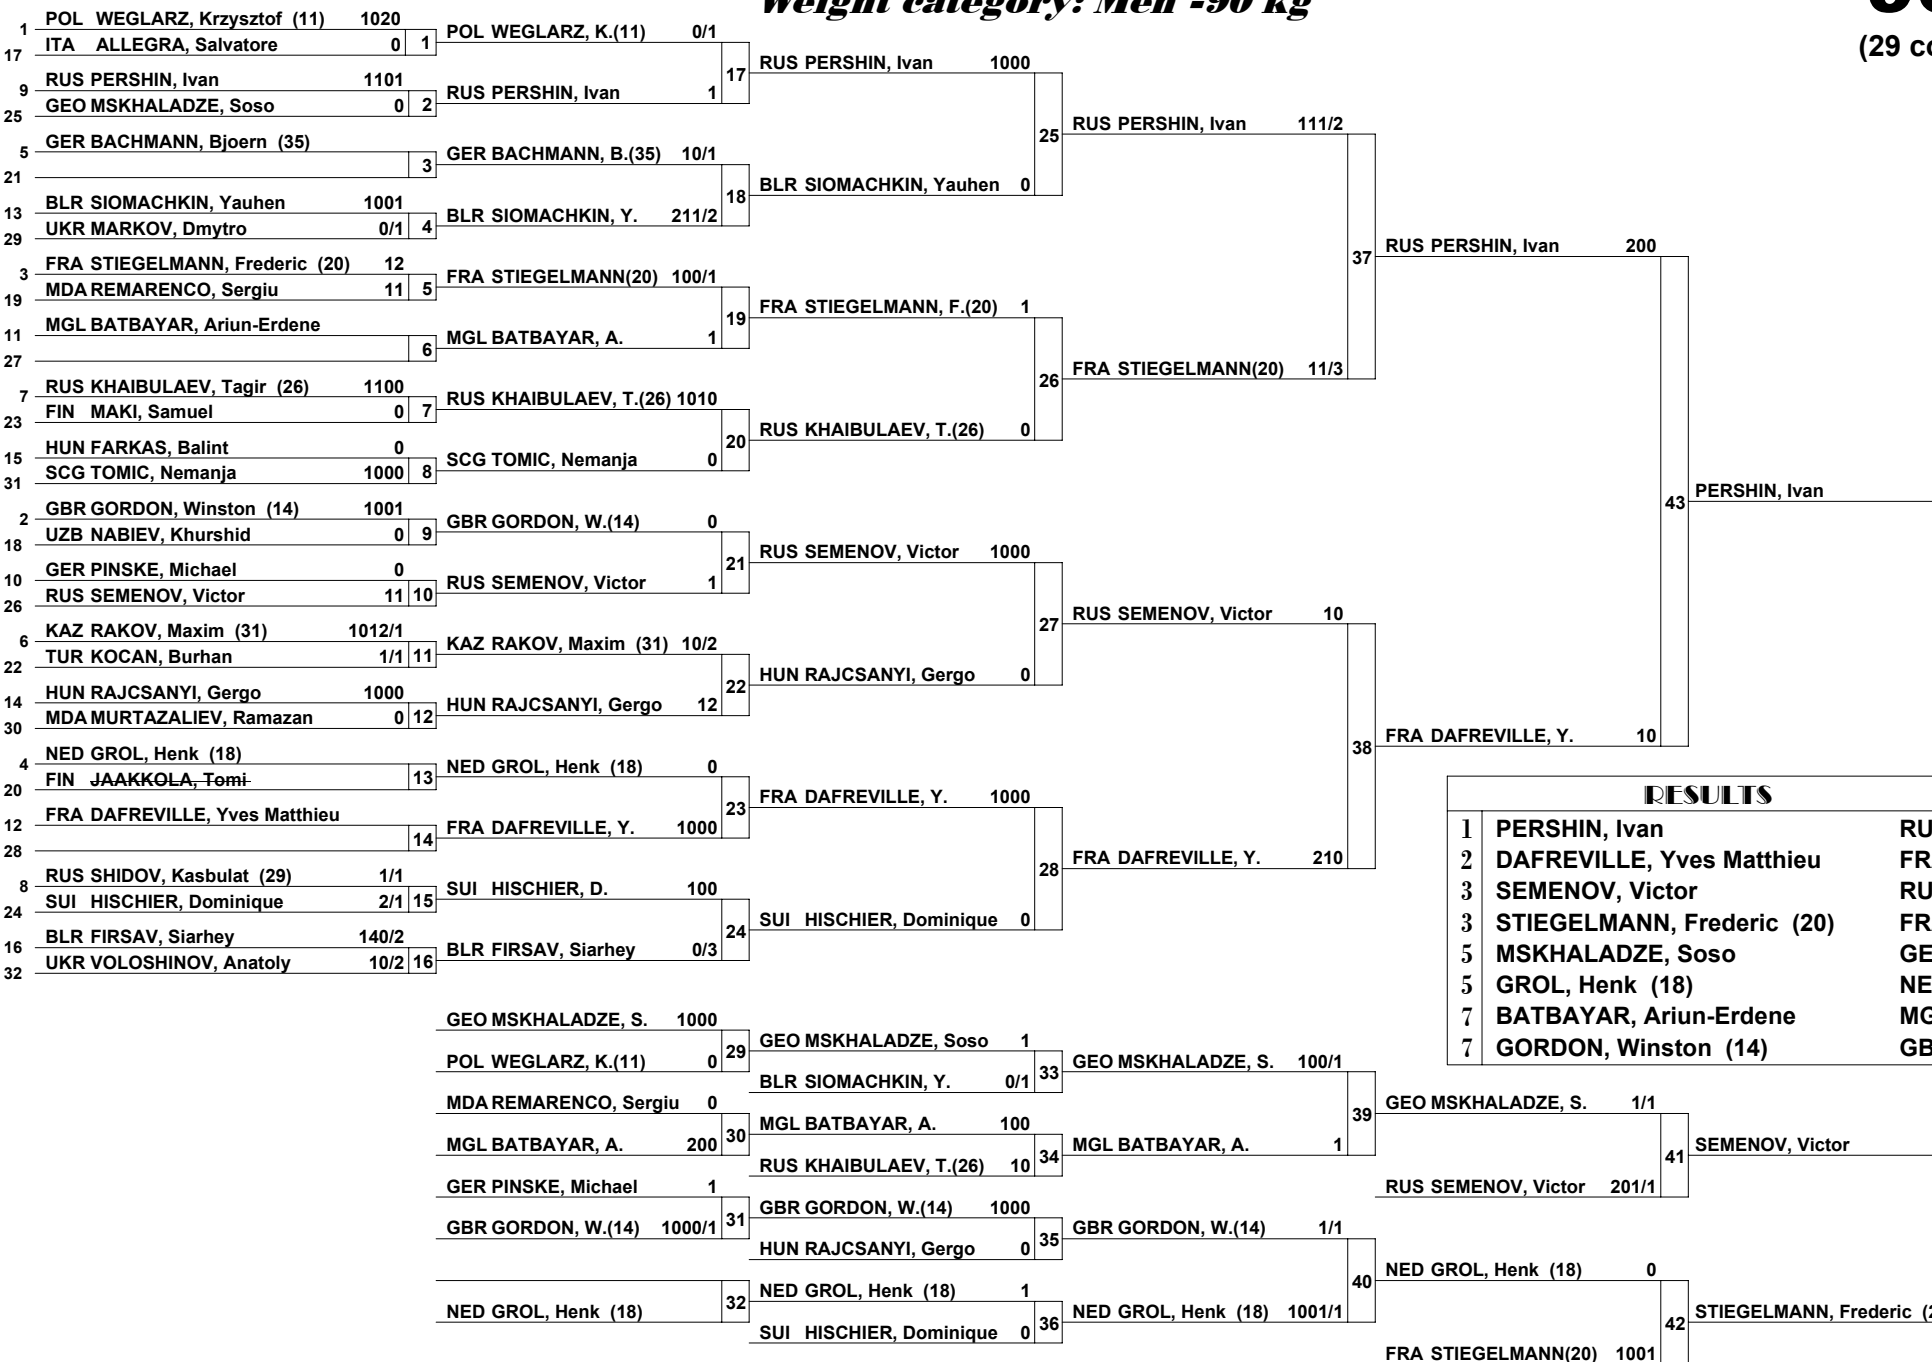 Weight category: Men -90 kg
(29 co
1 POL WEGLARZ, Krzysztof (11) 1020
17 ITA ALLEGRA, Salvatore 0 1
9 RUS PERSHIN, Ivan 1101
25 GEO MSKHALADZE, Soso 0 2
5 GER BACHMANN, Bjoern (35)
21 3
13 BLR SIOMACHKIN, Yauhen 1001
29 UKR MARKOV, Dmytro 0/1 4
3 FRA STIEGELMANN, Frederic (20) 12
19 MDA REMARENCO, Sergiu 11 5
11 MGL BATBAYAR, Ariun-Erdene
27 6
7 RUS KHAIBULAEV, Tagir (26) 1100
23 FIN MAKI, Samuel 0 7
15 HUN FARKAS, Balint 0
31 SCG TOMIC, Nemanja 1000 8
2 GBR GORDON, Winston (14) 1001
18 UZB NABIEV, Khurshid 0 9
10 GER PINSKE, Michael 0
26 RUS SEMENOV, Victor 11 10
6 KAZ RAKOV, Maxim (31) 1012/1
22 TUR KOCAN, Burhan 1/1 11
14 HUN RAJCSANYI, Gergo 1000
30 MDA MURTAZALIEV, Ramazan 0 12
4 NED GROL, Henk (18)
20 FIN JAAKKOLA, Tomi 13
12 FRA DAFREVILLE, Yves Matthieu
28 14
8 RUS SHIDOV, Kasbulat (29) 1/1
24 SUI HISCHIER, Dominique 2/1 15
16 BLR FIRSAV, Siarhey 140/2
32 UKR VOLOSHINOV, Anatoly 10/2 16
POL WEGLARZ, K.(11) 0/1
17
RUS PERSHIN, Ivan 1
GER BACHMANN, B.(35) 10/1
18
BLR SIOMACHKIN, Y. 211/2
FRA STIEGELMANN(20) 100/1
19
MGL BATBAYAR, A. 1
RUS KHAIBULAEV, T.(26) 1010
20
SCG TOMIC, Nemanja 0
GBR GORDON, W.(14) 0
21
RUS SEMENOV, Victor 1
KAZ RAKOV, Maxim (31) 10/2
22
HUN RAJCSANYI, Gergo 12
NED GROL, Henk (18) 0
23
FRA DAFREVILLE, Y. 1000
SUI HISCHIER, D. 100
24
BLR FIRSAV, Siarhey 0/3
RUS PERSHIN, Ivan 1000
25
BLR SIOMACHKIN, Yauhen 0
FRA STIEGELMANN, F.(20) 1
26
RUS KHAIBULAEV, T.(26) 0
RUS SEMENOV, Victor 1000
27
HUN RAJCSANYI, Gergo 0
FRA DAFREVILLE, Y. 1000
28
SUI HISCHIER, Dominique 0
RUS PERSHIN, Ivan 111/2
37
FRA STIEGELMANN(20) 11/3
RUS SEMENOV, Victor 10
38
FRA DAFREVILLE, Y. 210
RUS PERSHIN, Ivan 200
43
FRA DAFREVILLE, Y. 10
PERSHIN, Ivan
RESULTS
1 PERSHIN, Ivan RU
2 DAFREVILLE, Yves Matthieu FR
3 SEMENOV, Victor RU
3 STIEGELMANN, Frederic (20) FR
5 MSKHALADZE, Soso GE
5 GROL, Henk (18) NE
7 BATBAYAR, Ariun-Erdene MG
7 GORDON, Winston (14) GB
GEO MSKHALADZE, S. 1000
29
POL WEGLARZ, K.(11) 0
MDA REMARENCO, Sergiu 0
30
MGL BATBAYAR, A. 200
GER PINSKE, Michael 1
31
GBR GORDON, W.(14) 1000/1
32
NED GROL, Henk (18)
GEO MSKHALADZE, Soso 1
33
BLR SIOMACHKIN, Y. 0/1
MGL BATBAYAR, A. 100
34
RUS KHAIBULAEV, T.(26) 10
GBR GORDON, W.(14) 1000
35
HUN RAJCSANYI, Gergo 0
NED GROL, Henk (18) 1
36
SUI HISCHIER, Dominique 0
GEO MSKHALADZE, S. 100/1
39
MGL BATBAYAR, A. 1
GBR GORDON, W.(14) 1/1
40
NED GROL, Henk (18) 1001/1
GEO MSKHALADZE, S. 1/1
41
RUS SEMENOV, Victor 201/1
NED GROL, Henk (18) 0
42
FRA STIEGELMANN(20) 1001
SEMENOV, Victor
STIEGELMANN, Frederic (2